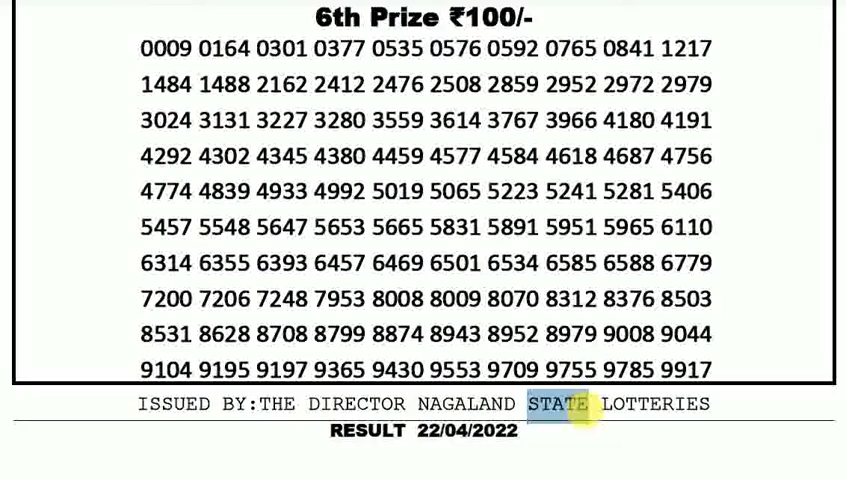 6th Prize ₹100/-
0009 0164 0301 0377 0535 0576 0592 0765 0841 1217
1484 1488 2162 2412 2476 2508 2859 2952 2972 2979
3024 3131 3227 3280 3559 3614 3767 3966 4180 4191
4292 4302 4345 4380 4459 4577 4584 4618 4687 4756
4774 4839 4933 4992 5019 5065 5223 5241 5281 5406
5457 5548 5647 5653 5665 5831 5891 5951 5965 6110
6314 6355 6393 6457 6469 6501 6534 6585 6588 6779
7200 7206 7248 7953 8008 8009 8070 8312 8376 8503
8531 8628 8708 8799 8874 8943 8952 8979 9008 9044
9104 9195 9197 9365 9430 9553 9709 9755 9785 9917
ISSUED BY:THE DIRECTOR NAGALAND STATE LOTTERIES
RESULT 22/04/2022